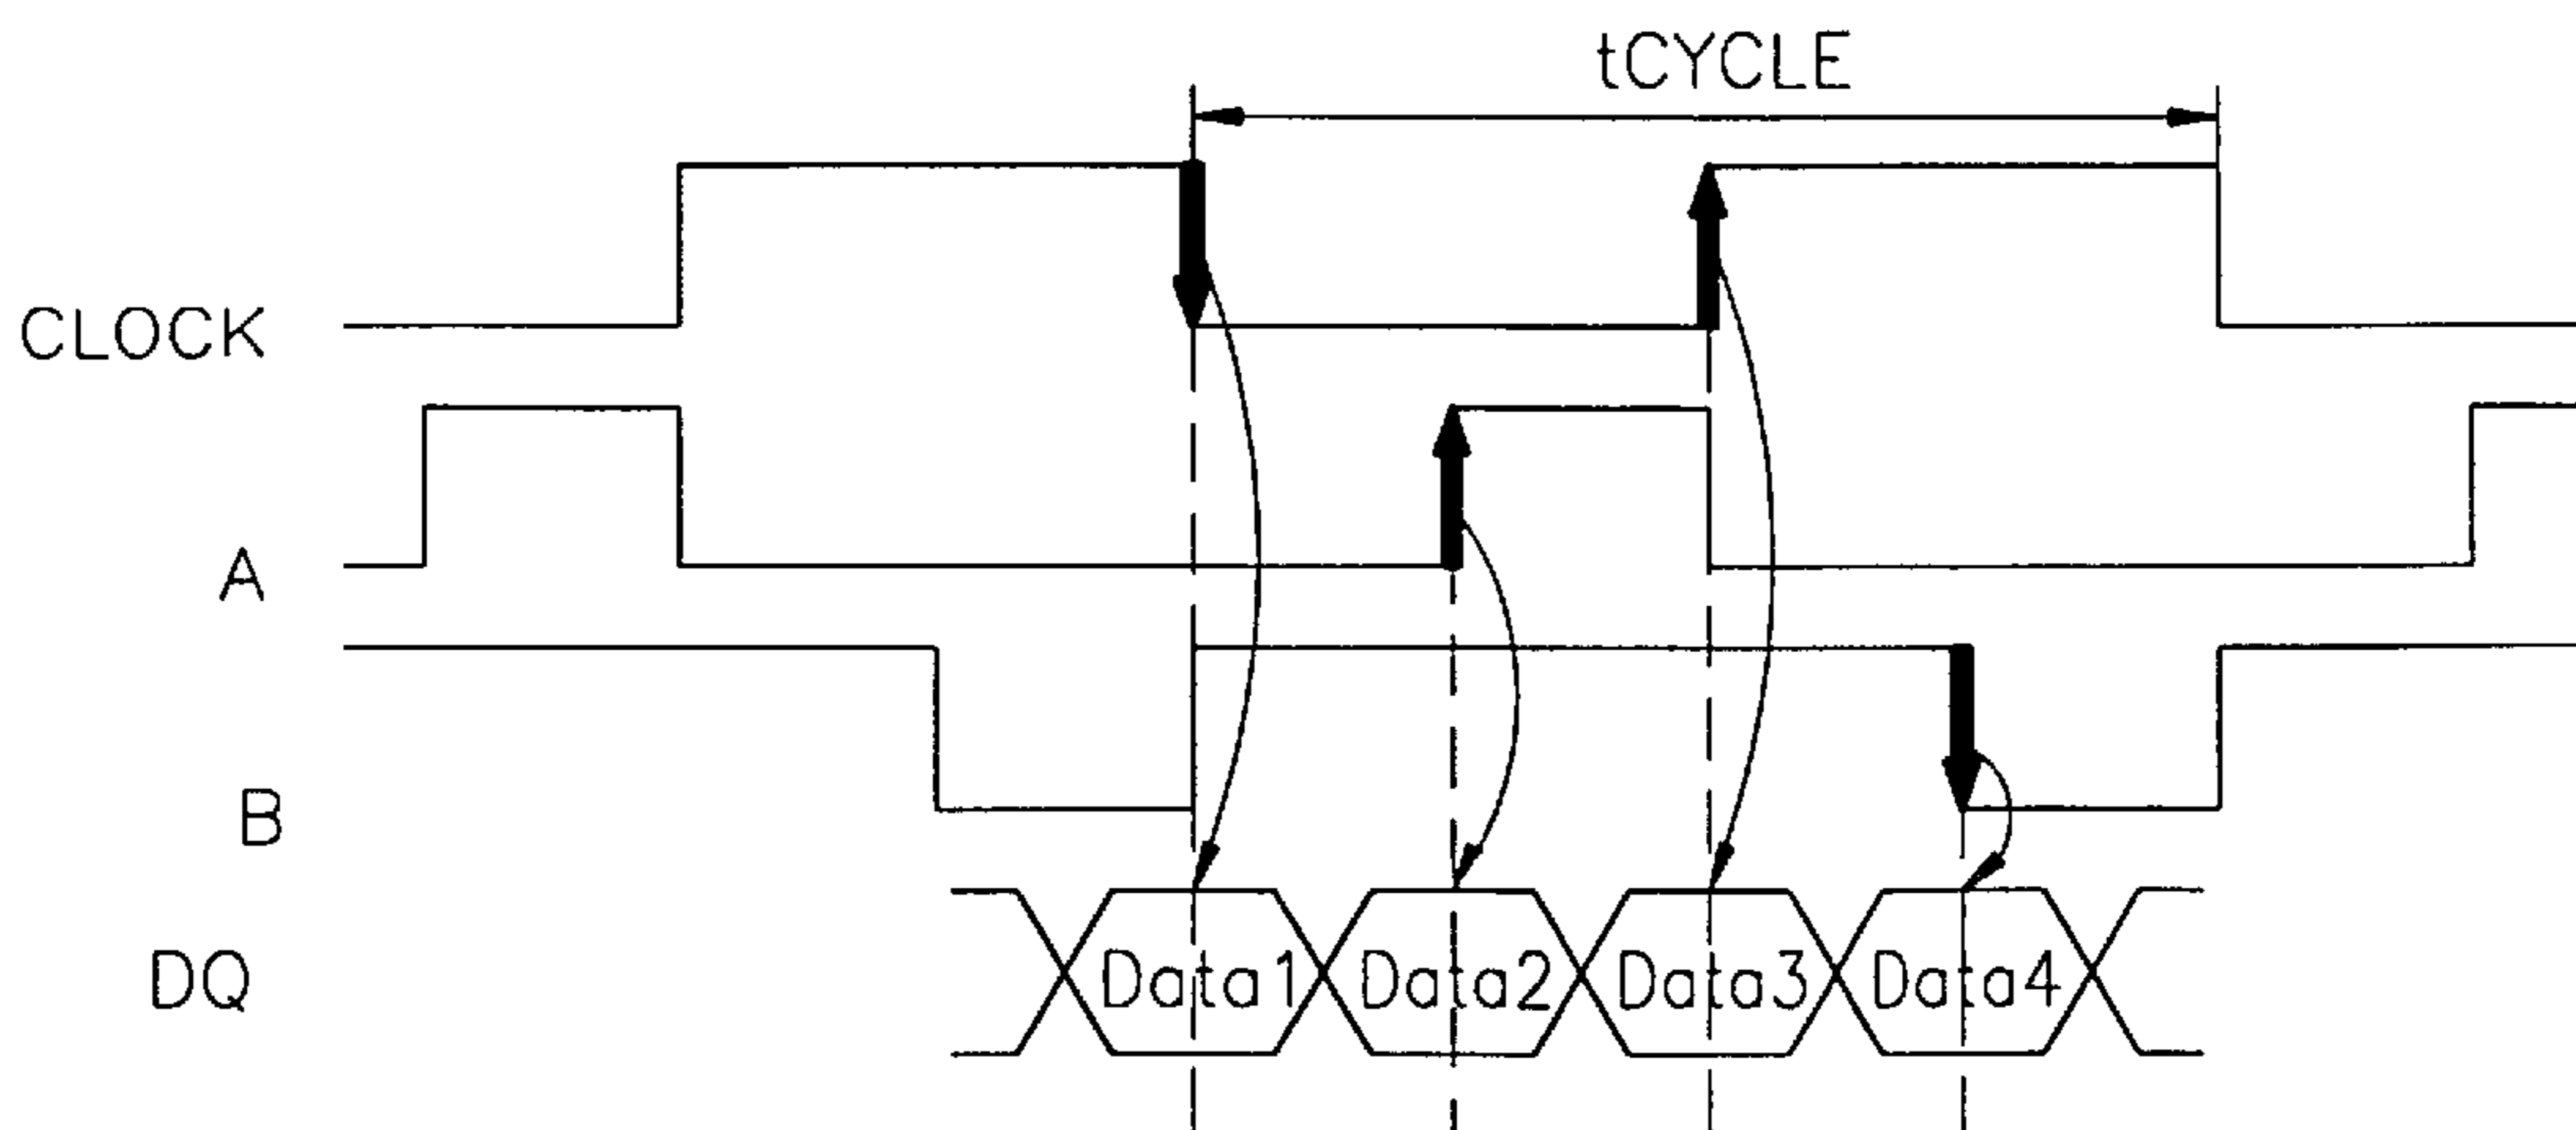 tCYCLE
CLOCK
A
B
DQ Data1 Data2 Data3 Data4